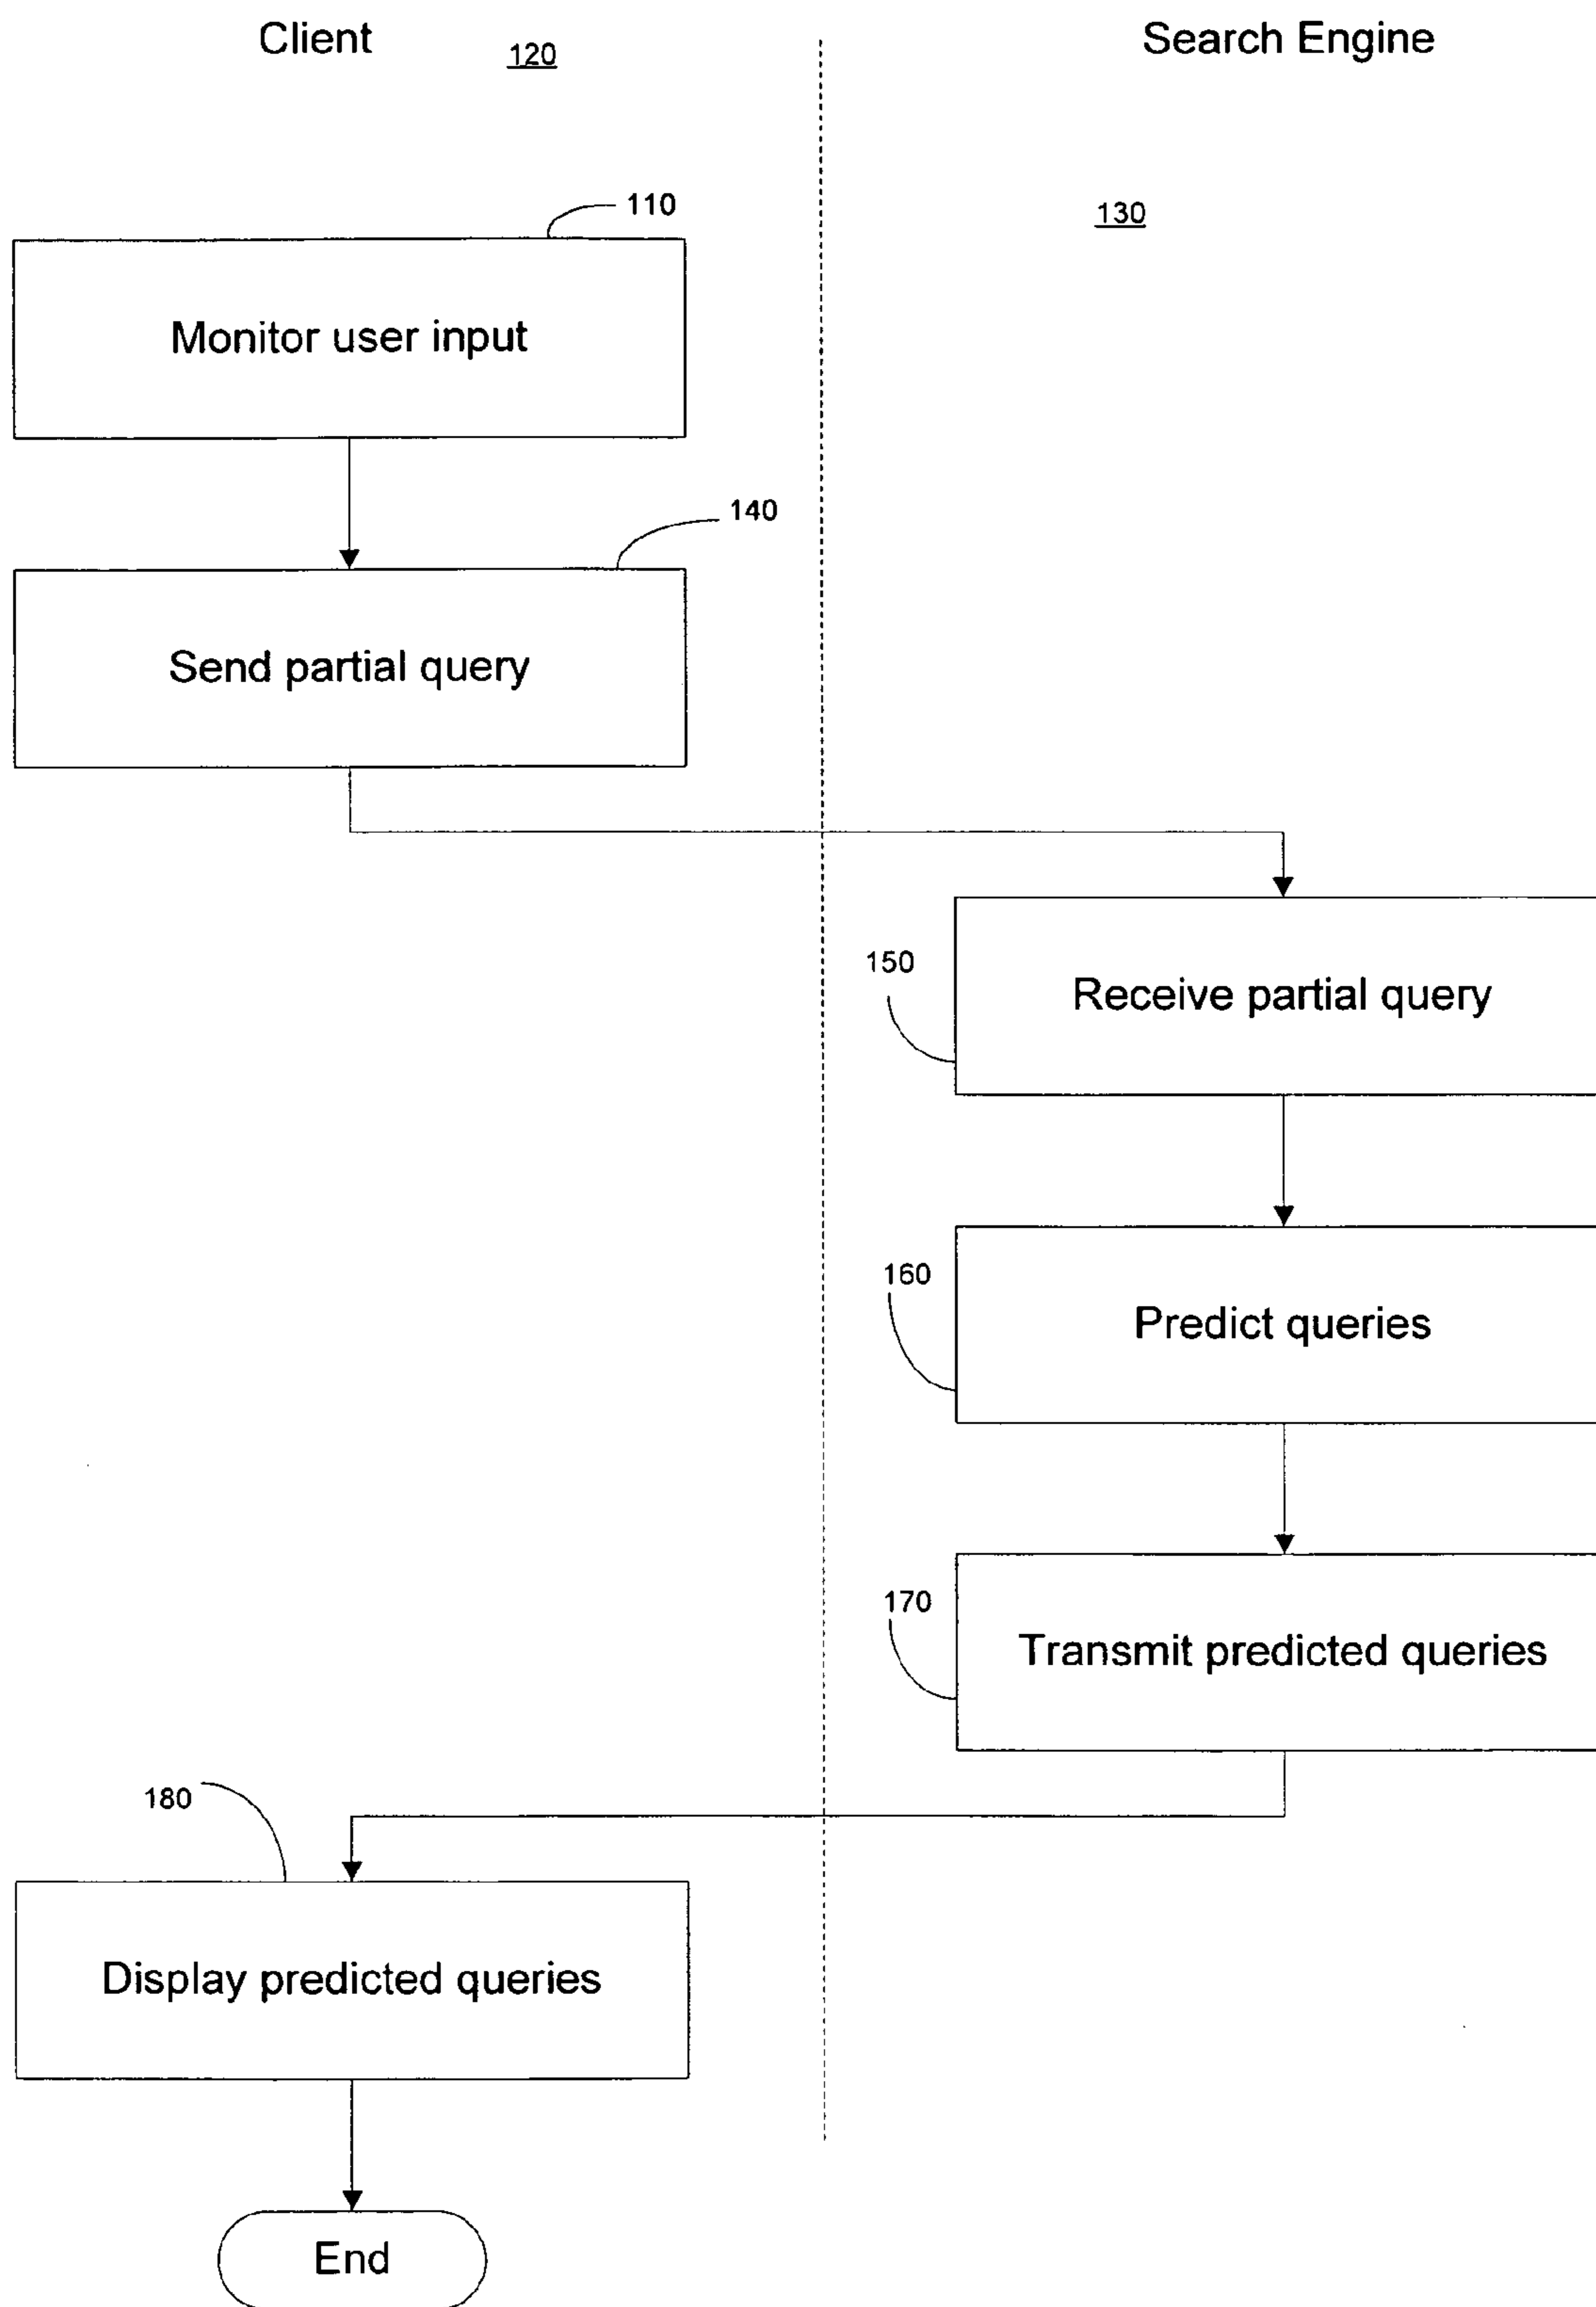 Client
120
Search Engine
110
130
Monitor user input
140
Send partial query
150
Receive partial query
160
Predict queries
170
Transmit predicted queries
180
Display predicted queries
End